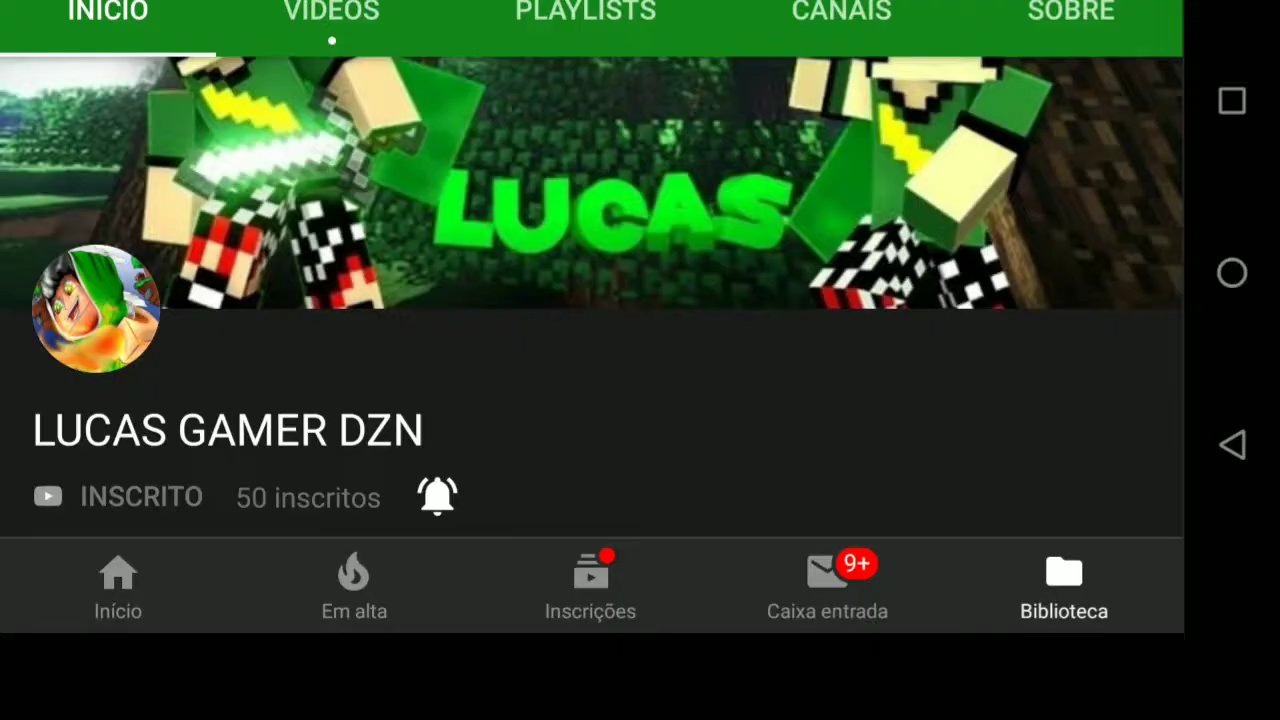 INÍCIO VÍDEOS PLAYLISTS CANAIS SOBRE
LUCAS
LUCAS GAMER DZN
INSCRITO 50 inscritos
9+
Início Em alta Inscrições Caixa entrada Biblioteca